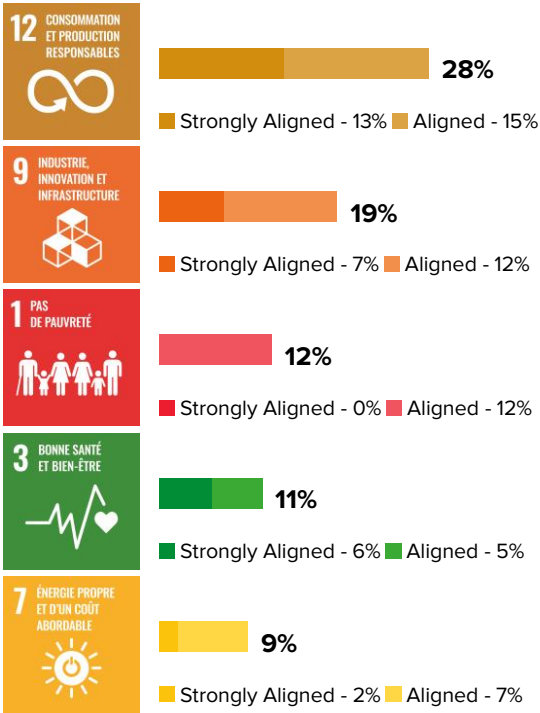 12 CONSOMMATION
ET PRODUCTION
RESPONSABLES
28%
Strongly Aligned - 13% Aligned - 15%
9 INDUSTRIE,
INNOVATION ET
INFRASTRUCTURE
19%
Strongly Aligned - 7% Aligned - 12%
1 PAS
DE PAUVRETÉ
12%
Strongly Aligned - 0% Aligned - 12%
3 BONNE SANTÉ
ET BIEN-ÊTRE
11%
Strongly Aligned - 6% Aligned - 5%
7 ÉNERGIE PROPRE
ET D'UN COÛT
ABORDABLE
9%
Strongly Aligned - 2% Aligned - 7%